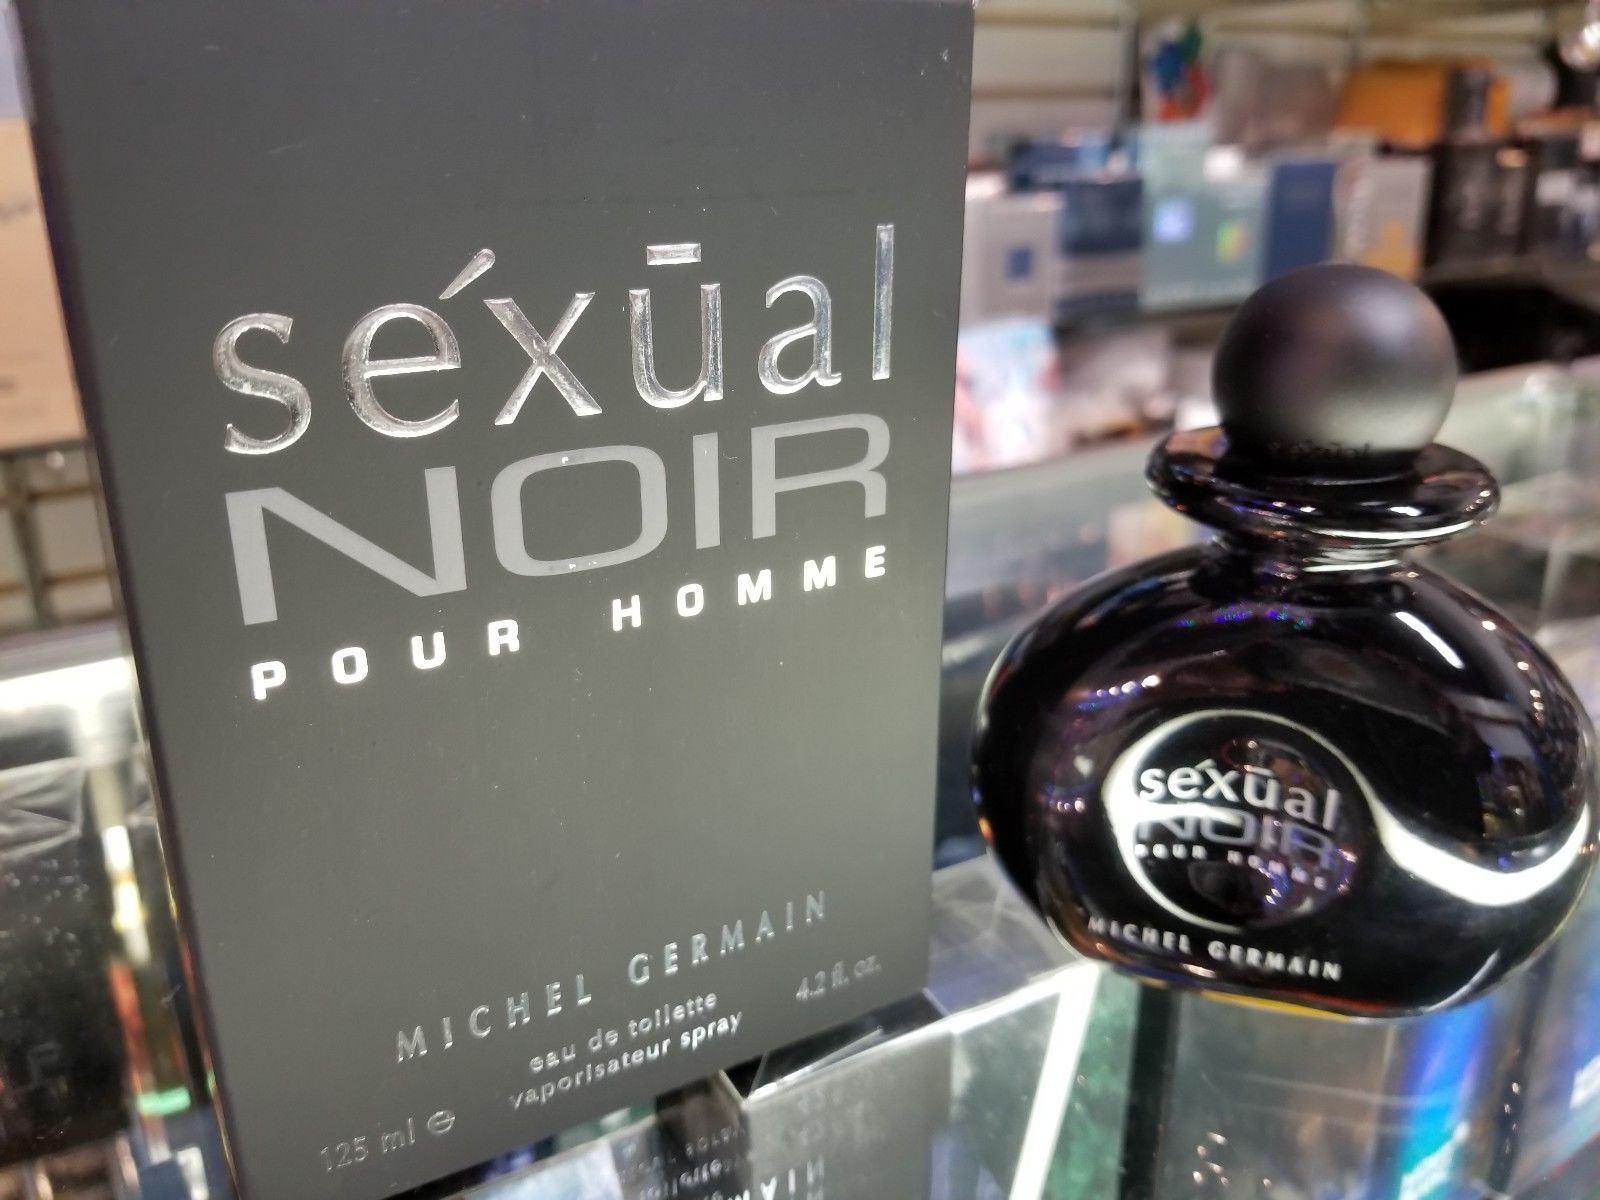 séxūal
NOIR
POUR HOMME
MICHEL GERMAIN
eau de toilette
vaporisateur spray
4.2 fl. oz.
125 ml ℮
séxūal
séxūal
NOIR
POUR HOMME
MICHEL GERMAIN